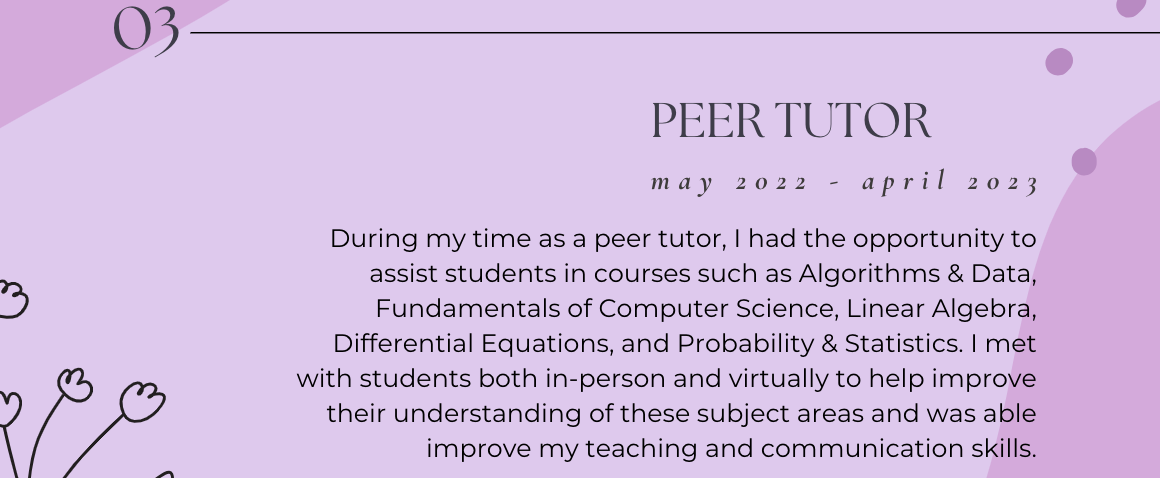 03
PEER TUTOR
may 2022 - april 2023
During my time as a peer tutor, I had the opportunity to
assist students in courses such as Algorithms & Data,
Fundamentals of Computer Science, Linear Algebra,
Differential Equations, and Probability & Statistics. I met
with students both in-person and virtually to help improve
their understanding of these subject areas and was able
improve my teaching and communication skills.